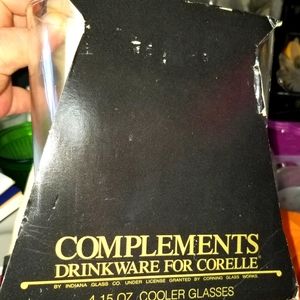 COMPLEMENTS
DRINKWARE FOR CORELLE
BY INDIANA GLASS CO. UNDER LICENSE GRANTED BY CORNING GLASS WORKS
4 15 OZ. COOLER GLASSES